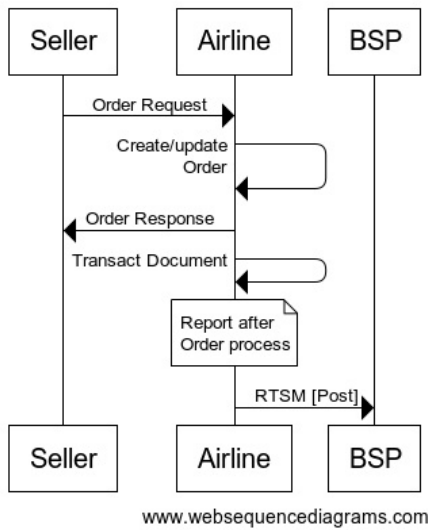 Seller Airline BSP
Order Request
Create/update
Order
Order Response
Transact Document
Report after
Order process
RTSM [Post]
Seller Airline BSP
www.websequencediagrams.com